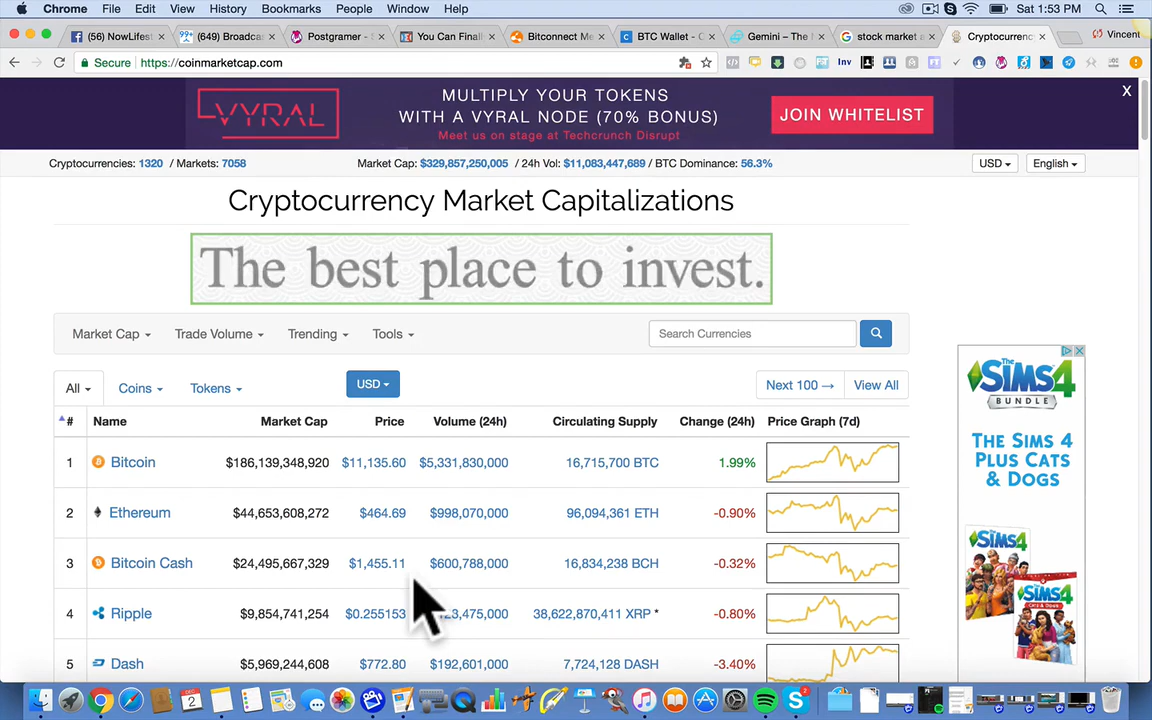 Chrome File Edit View History Bookmarks People Window Help Sat 1:53 PM
(56) NowLifest
(649) Broadcas
Postgramer - S
You Can Finall
Bitconnect Me
BTC Wallet - C
Gemini – The N
stock market a
Cryptocurrenc
Vincent
Secure https://coinmarketcap.com
VYRAL
MULTIPLY YOUR TOKENS
WITH A VYRAL NODE (70% BONUS)
Meet us on stage at Techcrunch Disrupt
JOIN WHITELIST
X
Cryptocurrencies: 1320 / Markets: 7058 Market Cap: $329,857,250,005 / 24h Vol: $11,083,447,689 / BTC Dominance: 56.3% USD English
Cryptocurrency Market Capitalizations
The best place to invest.
Market Cap Trade Volume Trending Tools Search Currencies
All Coins Tokens USD Next 100 → View All
# Name Market Cap Price Volume (24h) Circulating Supply Change (24h) Price Graph (7d)
1 Bitcoin $186,139,348,920 $11,135.60 $5,331,830,000 16,715,700 BTC 1.99%
2 Ethereum $44,653,608,272 $464.69 $998,070,000 96,094,361 ETH -0.90%
3 Bitcoin Cash $24,495,667,329 $1,455.11 $600,788,000 16,834,238 BCH -0.32%
4 Ripple $9,854,741,254 $0.255153 23,475,000 38,622,870,411 XRP * -0.80%
5 Dash $5,969,244,608 $772.80 $192,601,000 7,724,128 DASH -3.40%
The SIMS 4
BUNDLE
THE SIMS 4
PLUS CATS
& DOGS